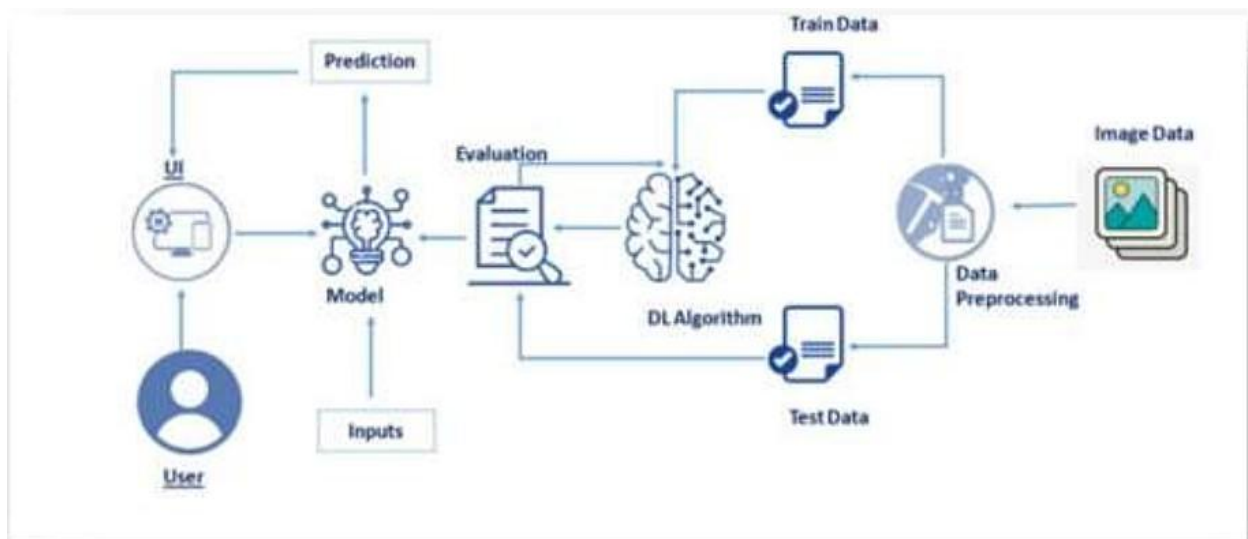 Train Data
Prediction
Image Data
Evaluation
UI
Data
Preprocessing
Model
DL Algorithm
Test Data
Inputs
User